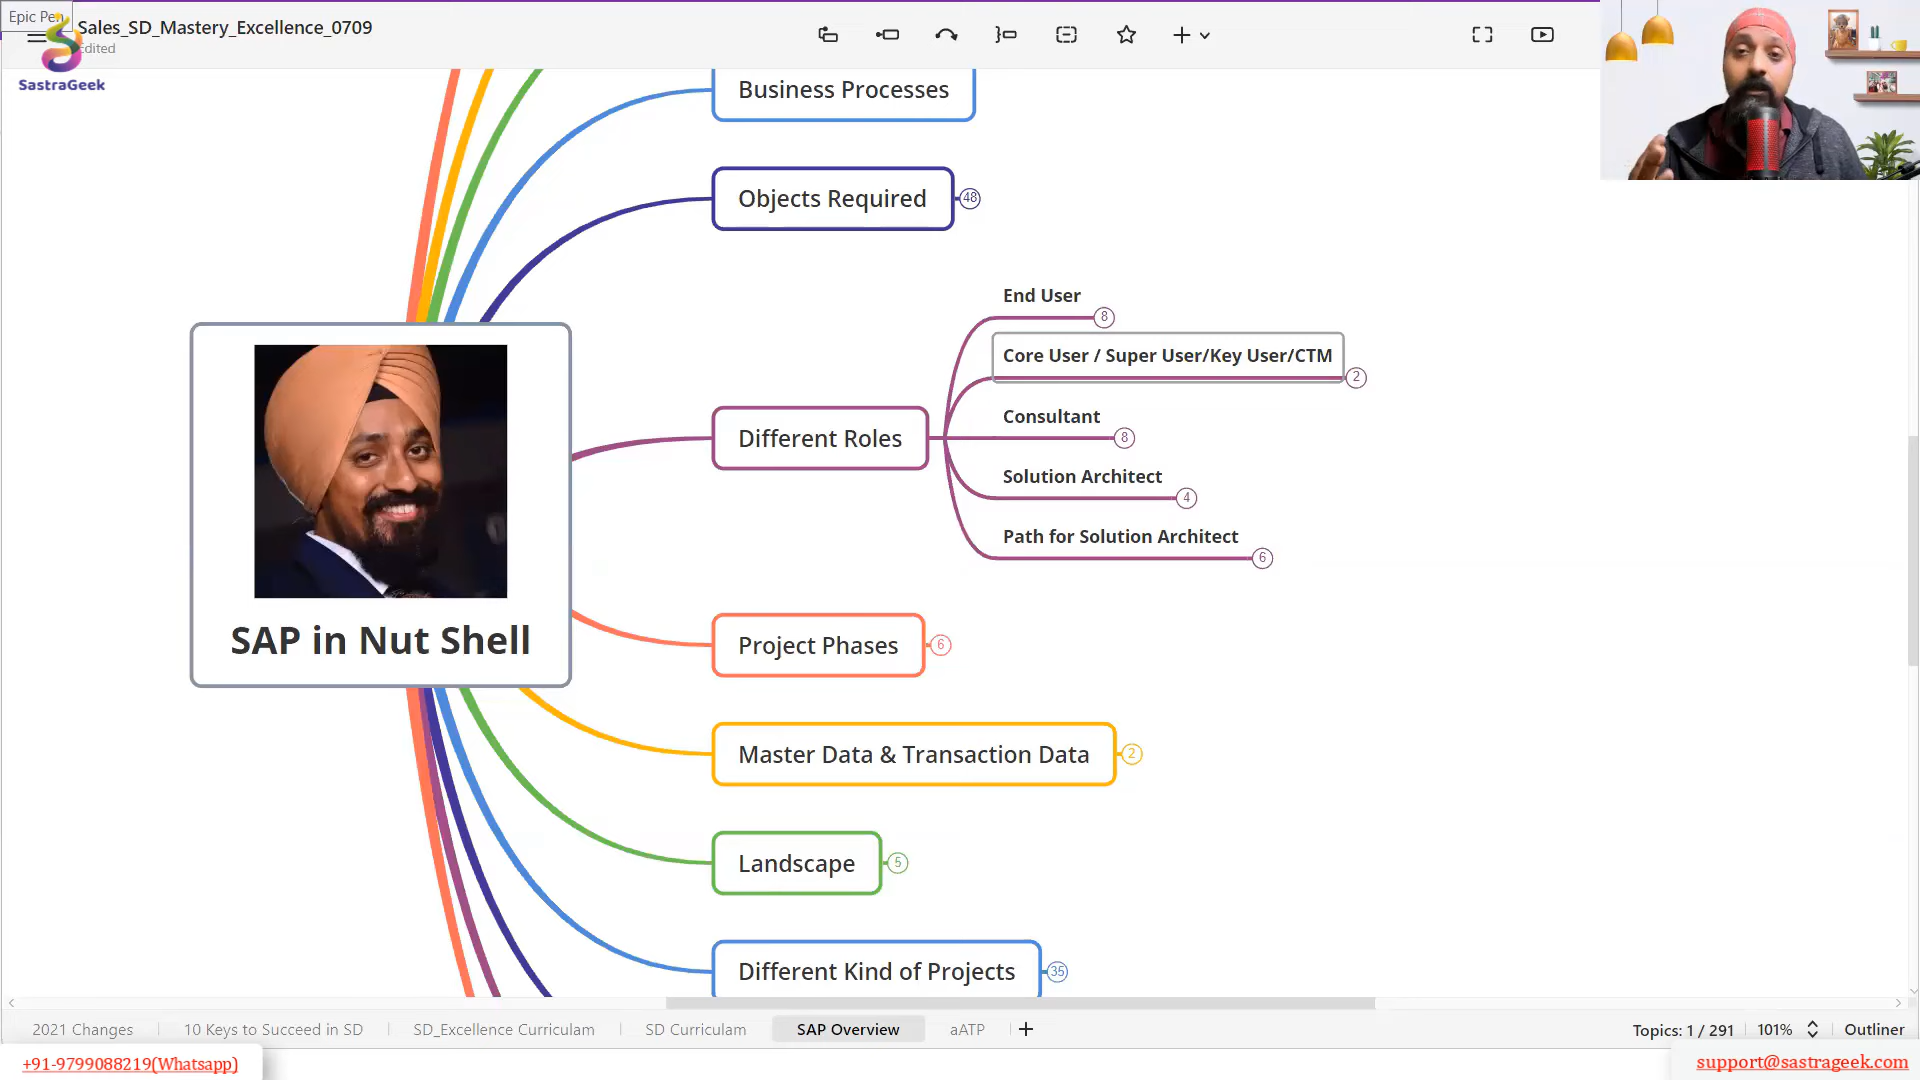 Epic Pen
Sales_SD_Mastery_Excellence_0709
Edited
SastraGeek
Business Processes
Objects Required
48
End User
8
Core User / Super User/Key User/CTM
2
Different Roles
Consultant
8
Solution Architect
4
Path for Solution Architect
6
SAP in Nut Shell
Project Phases
6
Master Data & Transaction Data
2
Landscape
5
Different Kind of Projects
35
2021 Changes
10 Keys to Succeed in SD
SD_Excellence Curriculam
SD Curriculam
SAP Overview
aATP
Topics: 1 / 291
101%
Outliner
+91-9799088219(Whatsapp)
support@sastrageek.com